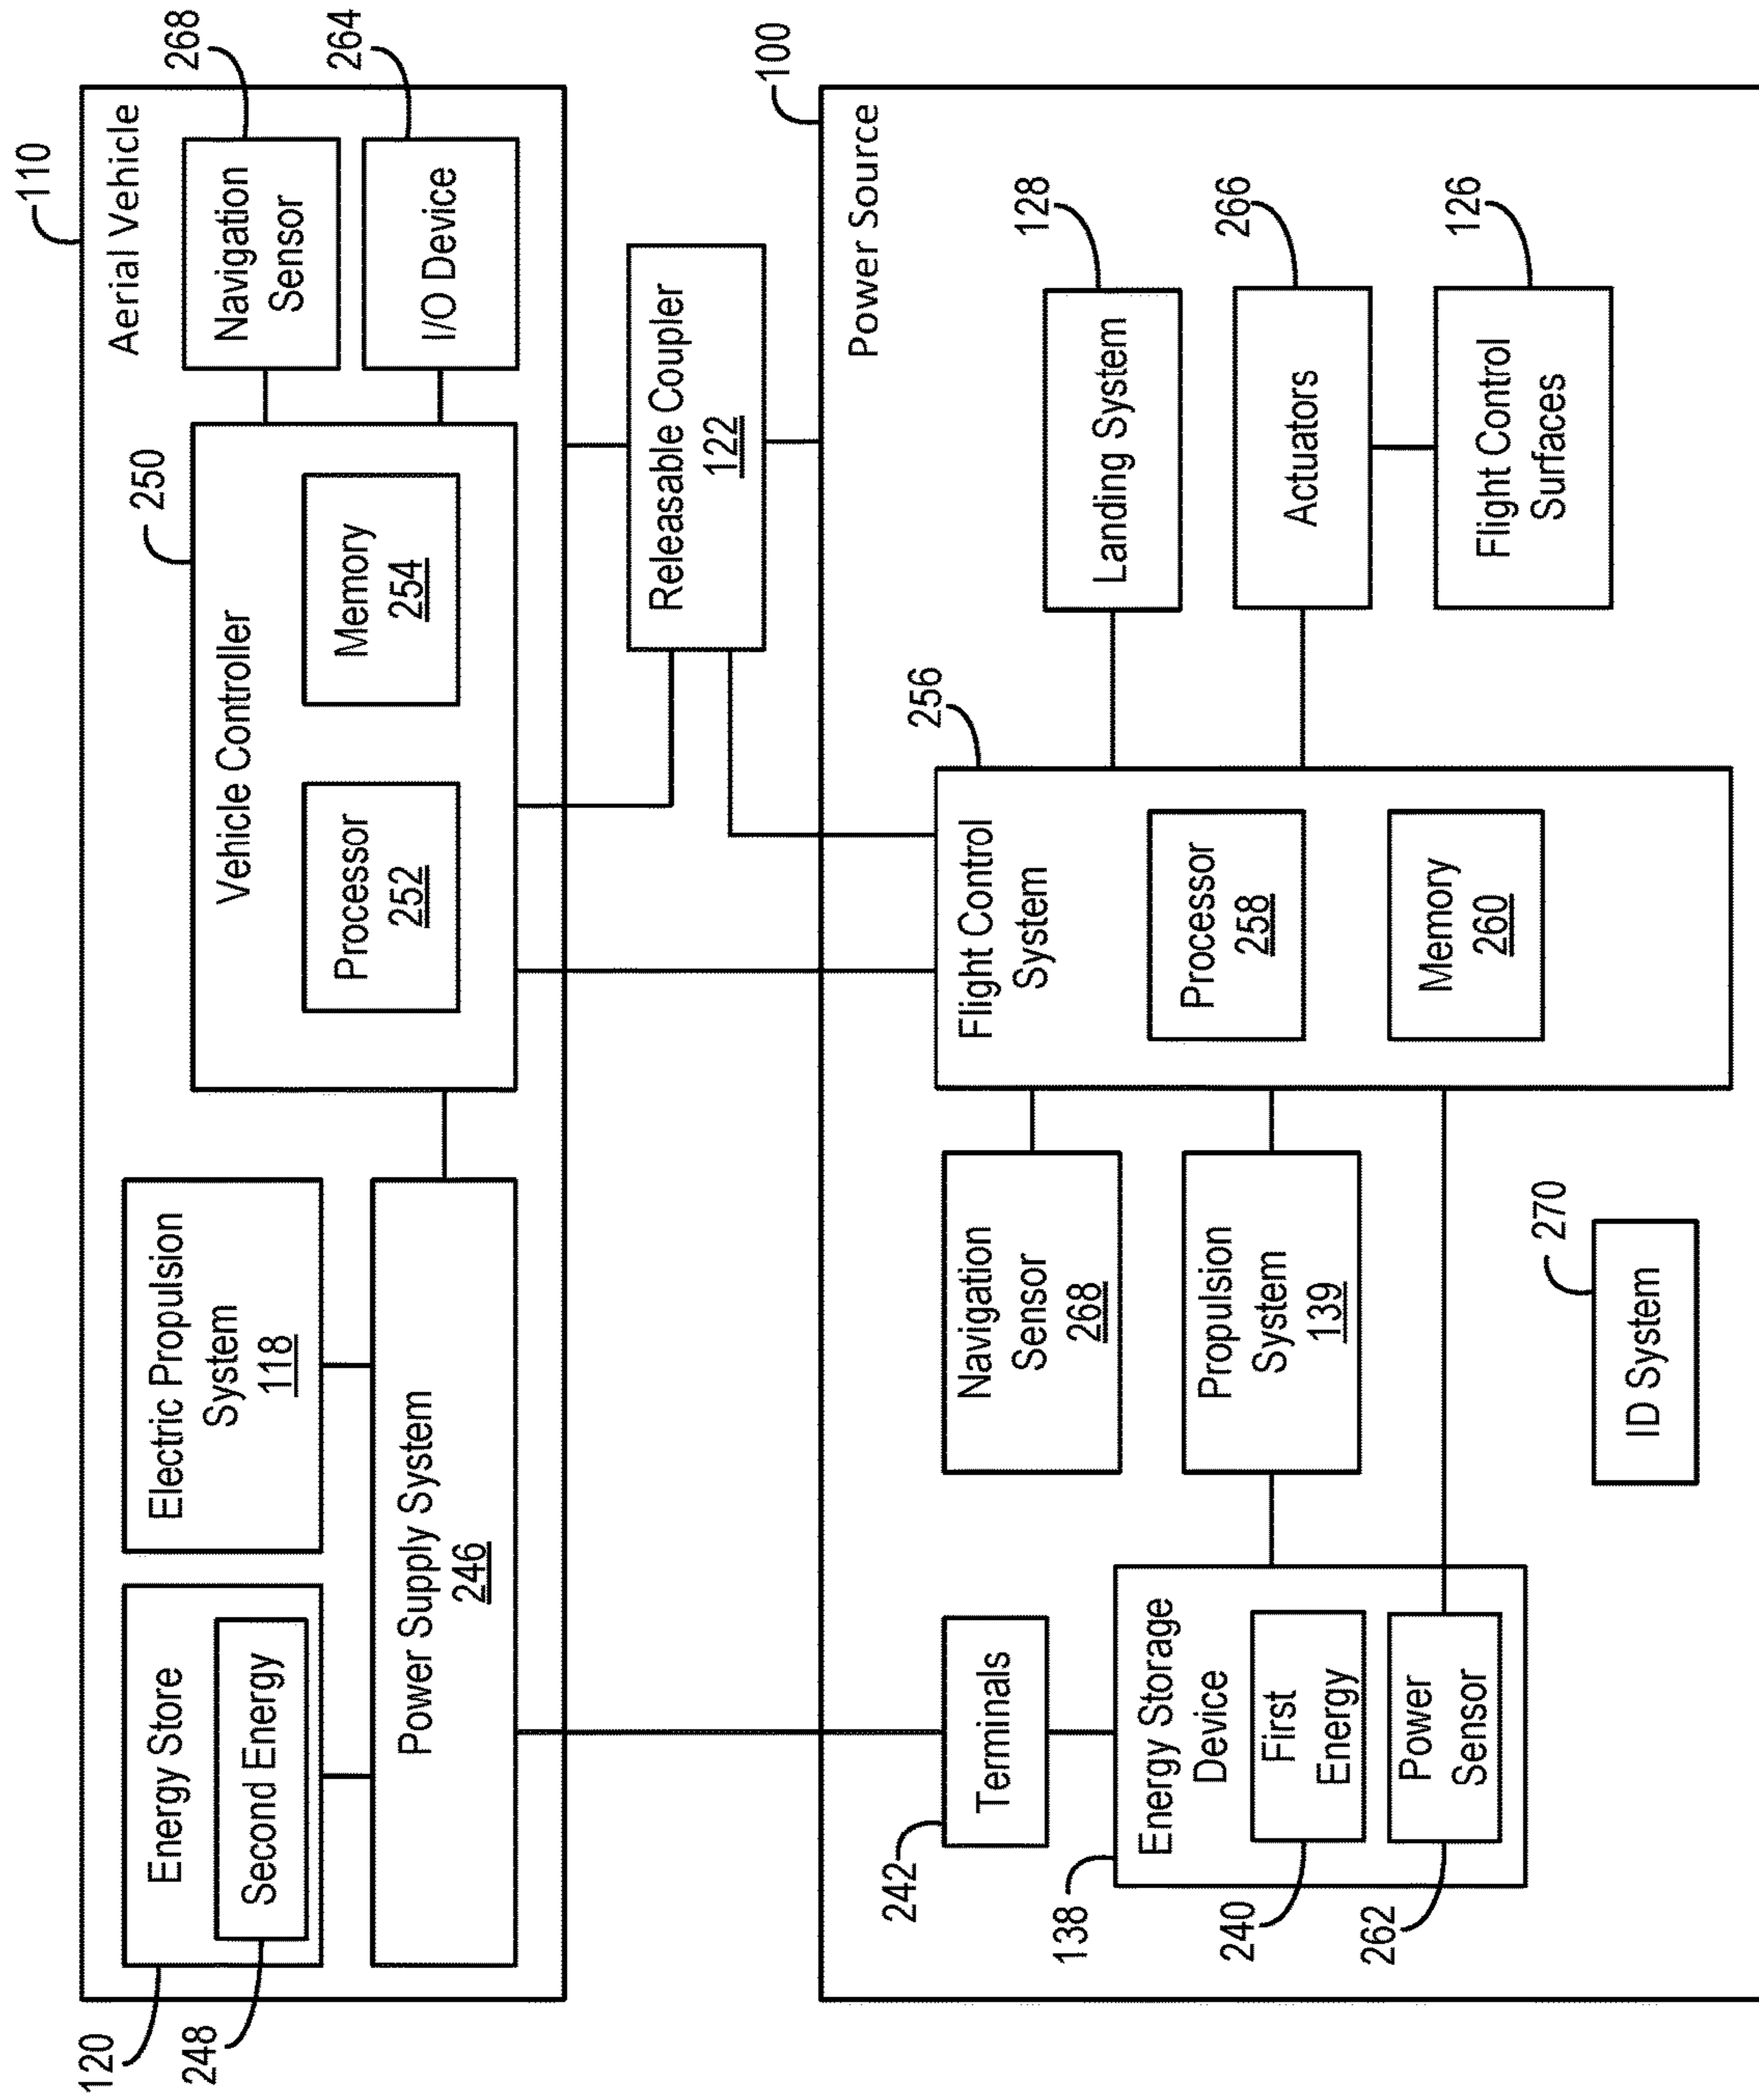 110
Aerial Vehicle
120
Energy Store
248
Second Energy
Electric Propulsion
System
118
Power Supply System
246
250
Vehicle Controller
Processor
252
Memory
254
Navigation
Sensor
268
I/O Device
264
Releasable Coupler
122
100
Power Source
242
Terminals
138
Energy Storage
Device
240
First
Energy
262
Power
Sensor
Navigation
Sensor
268
Propulsion
System
139
270
ID System
256
Flight Control
System
Processor
258
Memory
260
Landing System
128
Actuators
266
Flight Control
Surfaces
126